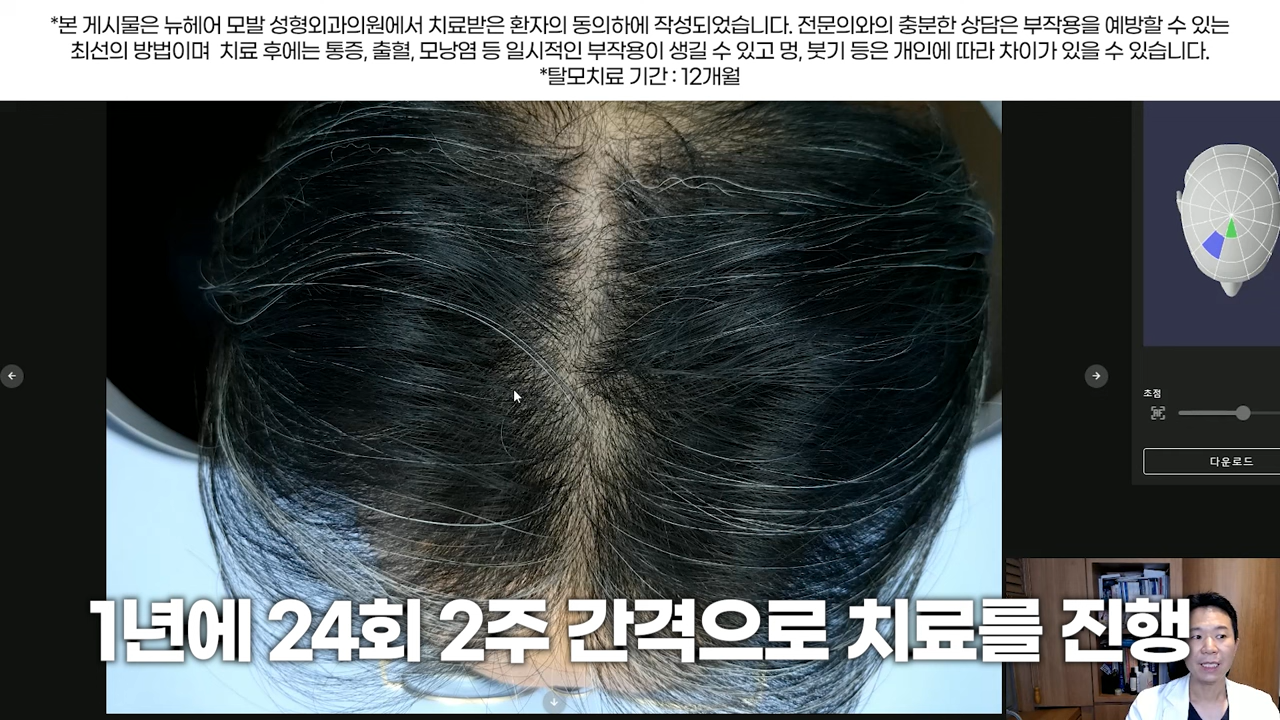 *본 게시물은 뉴헤어 모발 성형외과의원에서 치료받은 환자의 동의하에 작성되었습니다. 전문의와의 충분한 상담은 부작용을 예방할 수 있는
최선의 방법이며 치료 후에는 통증, 출혈, 모낭염 등 일시적인 부작용이 생길 수 있고 멍, 붓기 등은 개인에 따라 차이가 있을 수 있습니다.
*탈모치료 기간 : 12개월
초점
다운로드
1년에 24회 2주 간격으로 치료를 진행